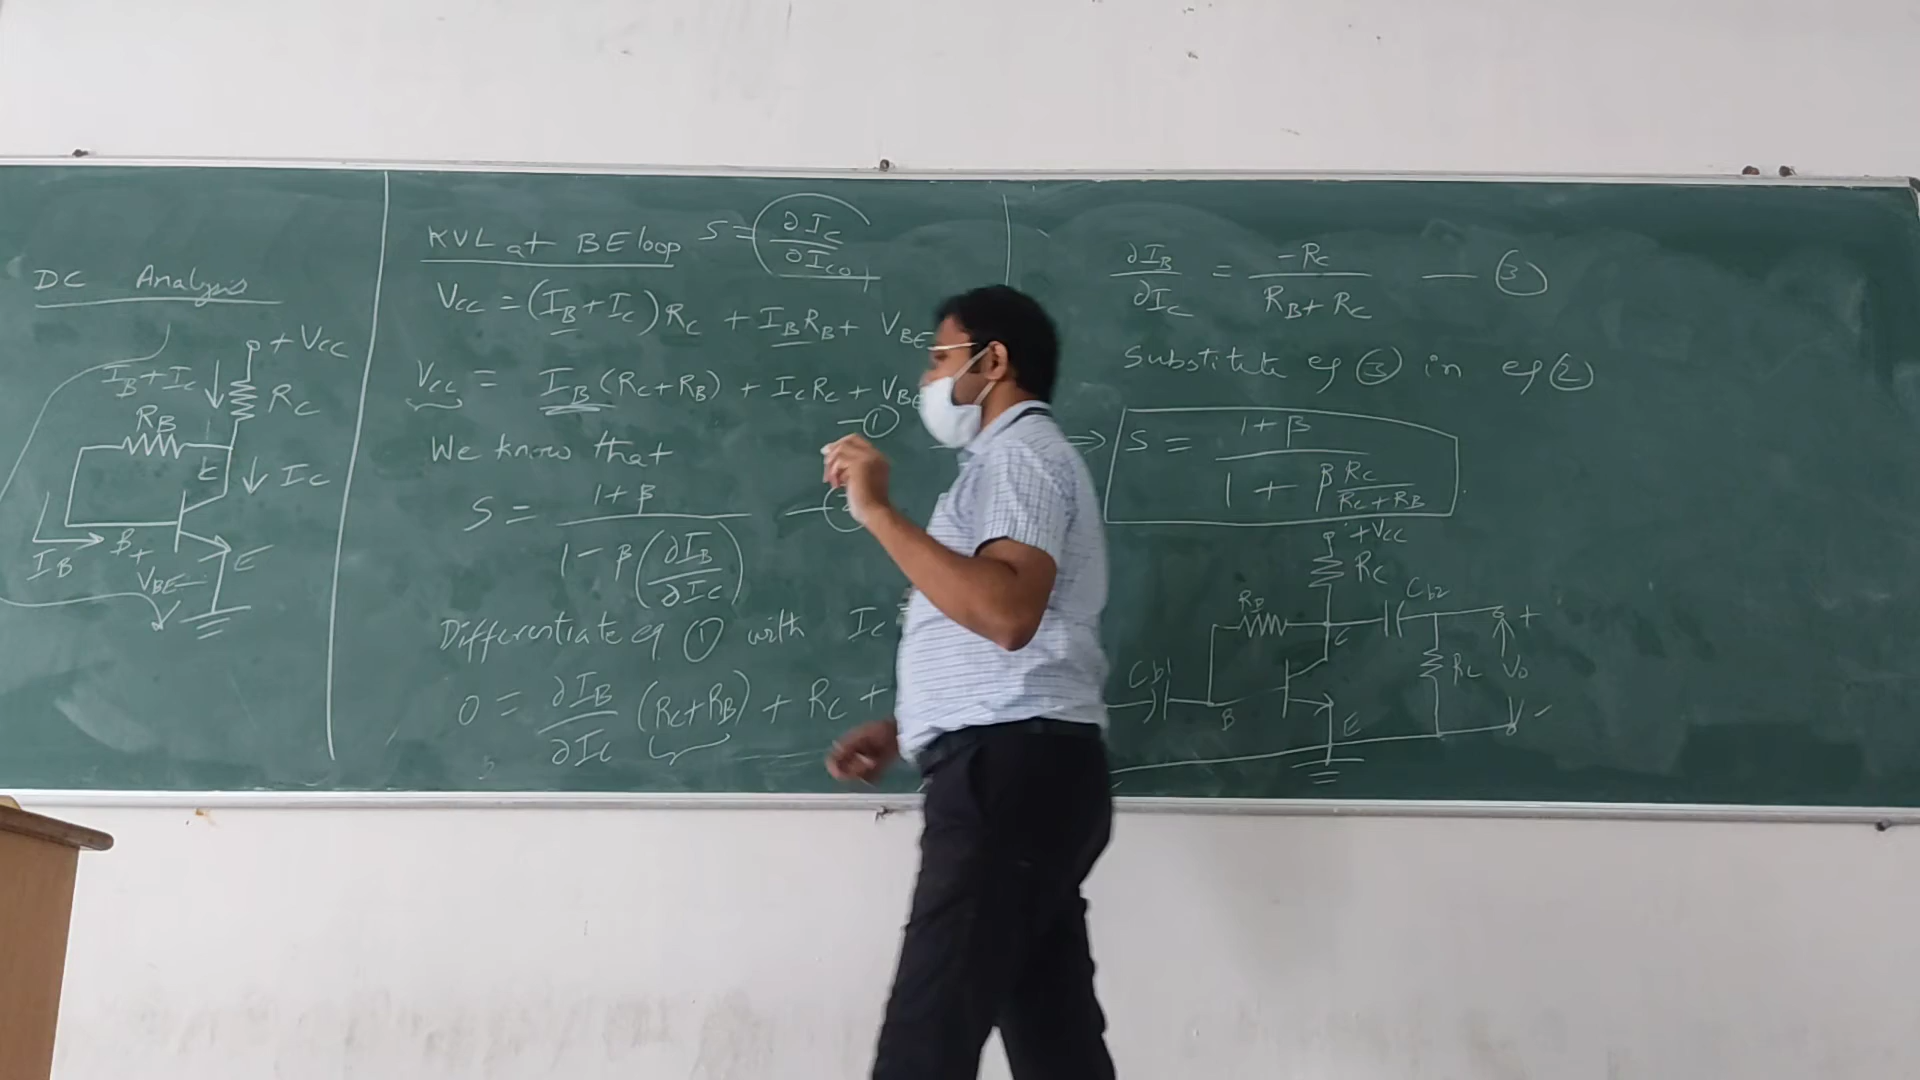 DC Analysis
+ VCC
IB+IC
RC
RB
C
IC
B
+
IB
VBE
-
E
KVL at BE loop
S = ∂IC/∂ICO
VCC = (IB+IC)RC + IBRB + VBE
VCC = IB(RC+RB) + ICRC + VBE
— ①
We know that
S = (1+β)/(1-β(∂IB/∂IC)) —
Differentiate eq ① with IC
0 = ∂IB/∂IC (RC+RB) + RC +
∂IB/∂IC = -RC/(RB+RC) — ③
Substitute eq ③ in eq ②
⇒ S = (1+β)/(1+β RC/(RC+RB))
+VCC
RC
RB
Cb2
+
C
Cb1
RL
Vo
B
E
-